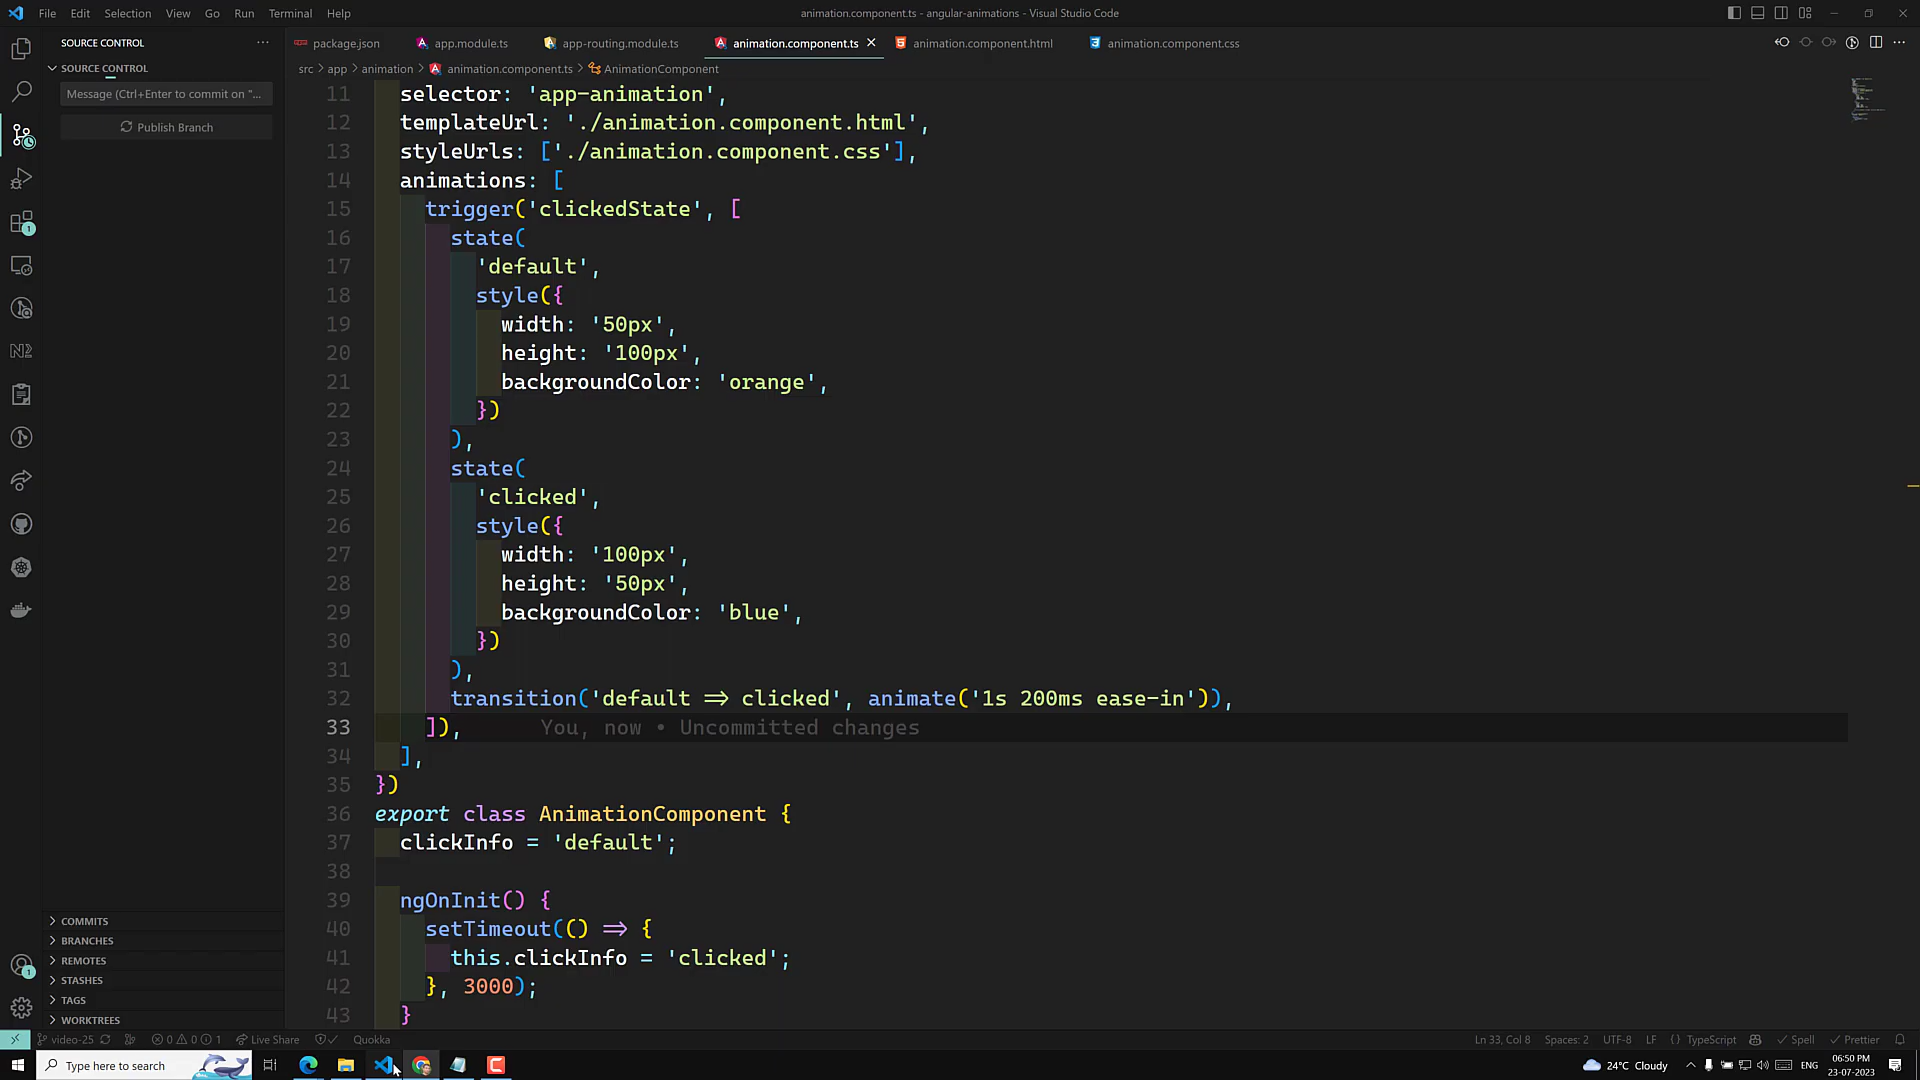 File Edit Selection View Go Run Terminal Help
animation.component.ts - angular-animations - Visual Studio Code
SOURCE CONTROL
package.json
app.module.ts
app-routing.module.ts
animation.component.ts
animation.component.html
animation.component.css
SOURCE CONTROL
src > app > animation > animation.component.ts > AnimationComponent
Message (Ctrl+Enter to commit on "...
Publish Branch
11 selector: 'app-animation',
12 templateUrl: './animation.component.html',
13 styleUrls: ['./animation.component.css'],
14 animations: [
15 trigger('clickedState', [
16 state(
17 'default',
18 style({
19 width: '50px',
20 height: '100px',
21 backgroundColor: 'orange',
22 })
23 ),
24 state(
25 'clicked',
26 style({
27 width: '100px',
28 height: '50px',
29 backgroundColor: 'blue',
30 })
31 ),
32 transition('default => clicked', animate('1s 200ms ease-in')),
33 ]), You, now • Uncommitted changes
34 ],
35 })
36 export class AnimationComponent {
37 clickInfo = 'default';
38
39 ngOnInit() {
40 setTimeout(() => {
41 this.clickInfo = 'clicked';
42 }, 3000);
43 }
COMMITS
BRANCHES
REMOTES
STASHES
TAGS
WORKTREES
video-25 0 0 1 Live Share Quokka
Ln 33, Col 8 Spaces: 2 UTF-8 LF { } TypeScript Spell Prettier
Type here to search
24°C Cloudy
ENG
06:50 PM
23-07-2023